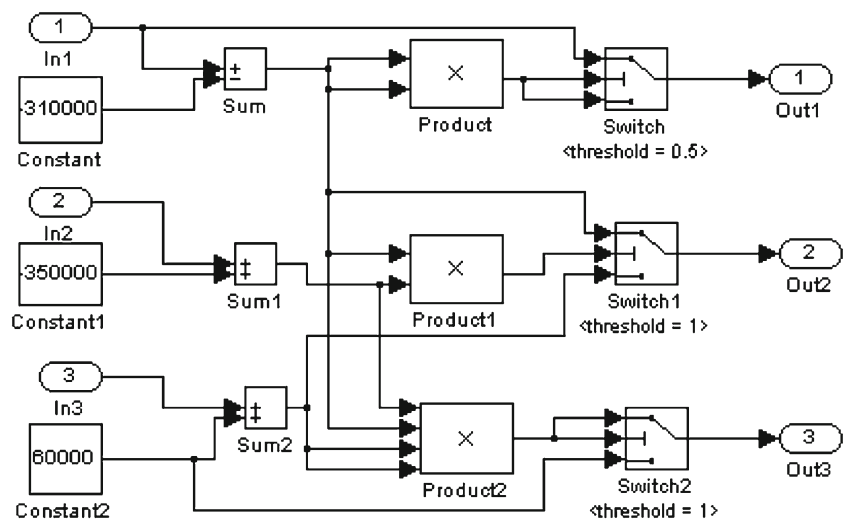 1
In1
-310000
Constant
±
−
Sum
×
Product
Switch
<threshold = 0.5>
1
Out1
2
In2
-350000
Constant1
+
+
Sum1
×
Product1
Switch1
<threshold = 1>
2
Out2
3
In3
60000
Constant2
+
+
Sum2
×
Product2
Switch2
<threshold = 1>
3
Out3